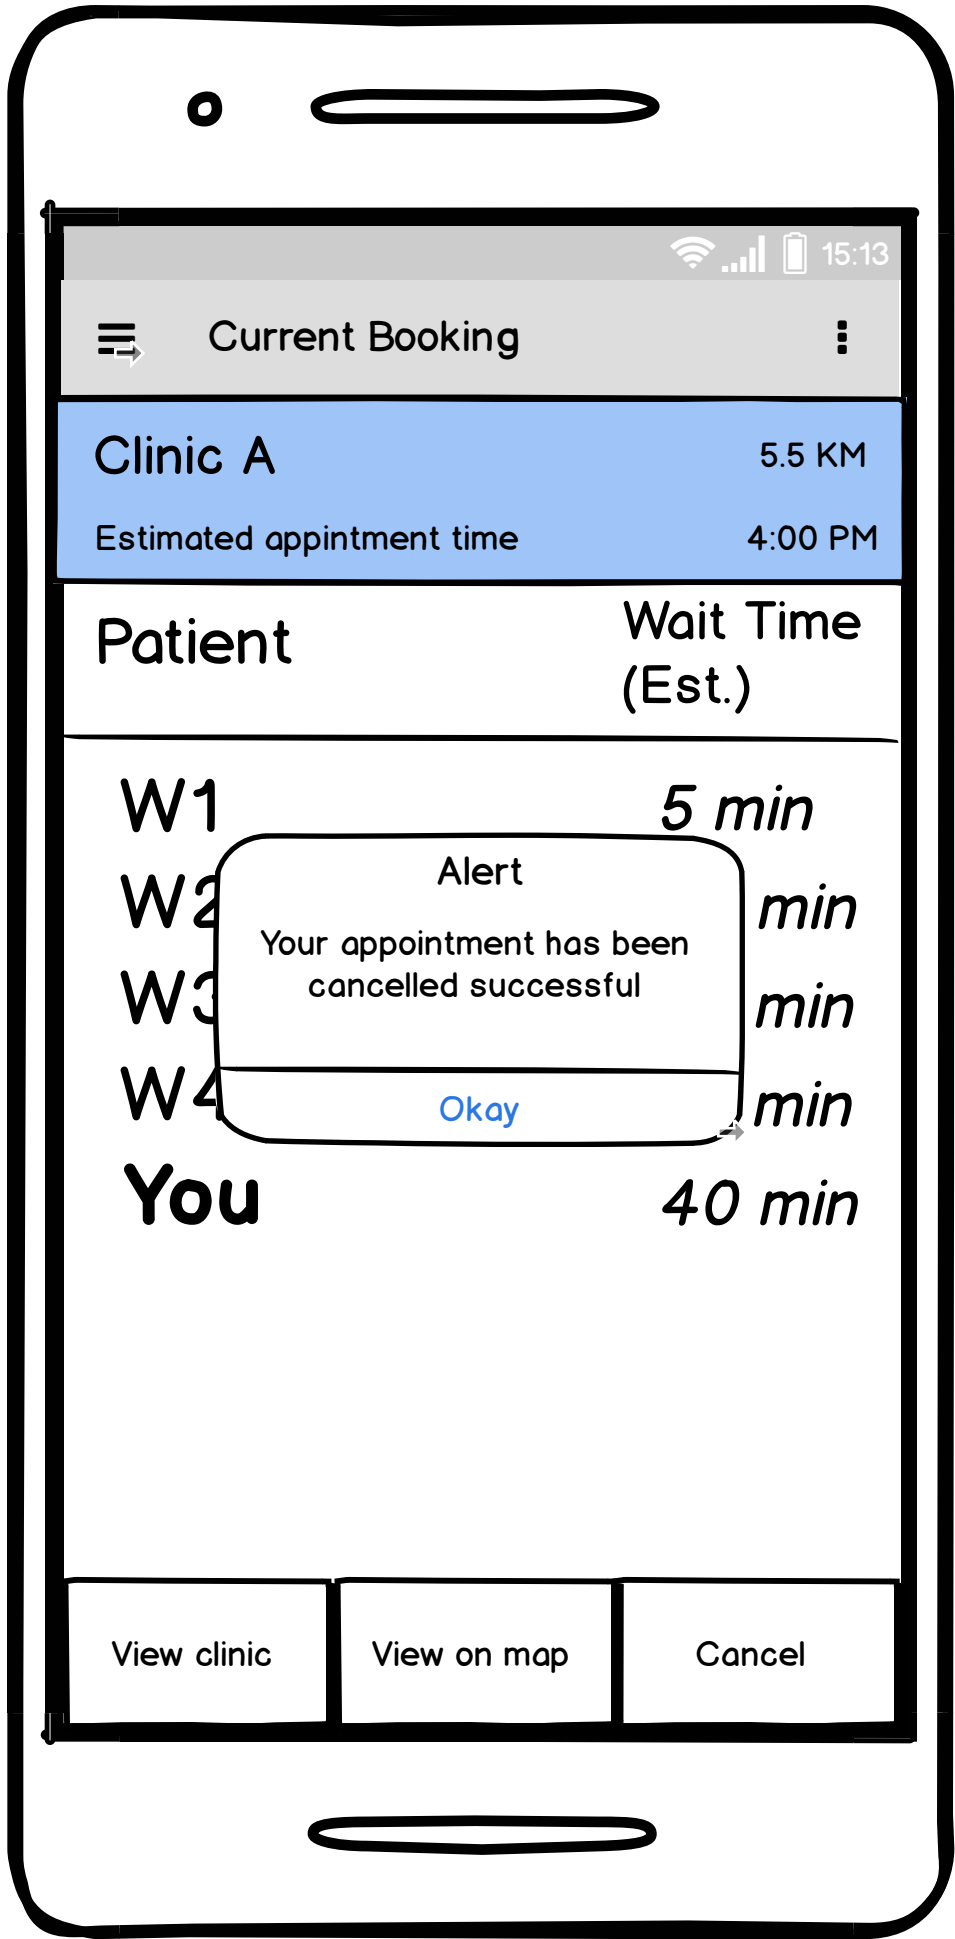 15:13
Current Booking
Clinic A 5.5 KM
Estimated appintment time 4:00 PM
Patient Wait Time
(Est.)
W1 5 min
Alert
W2 min
Your appointment has been
cancelled successful
W3 min
W4 min
Okay
You 40 min
View clinic View on map Cancel